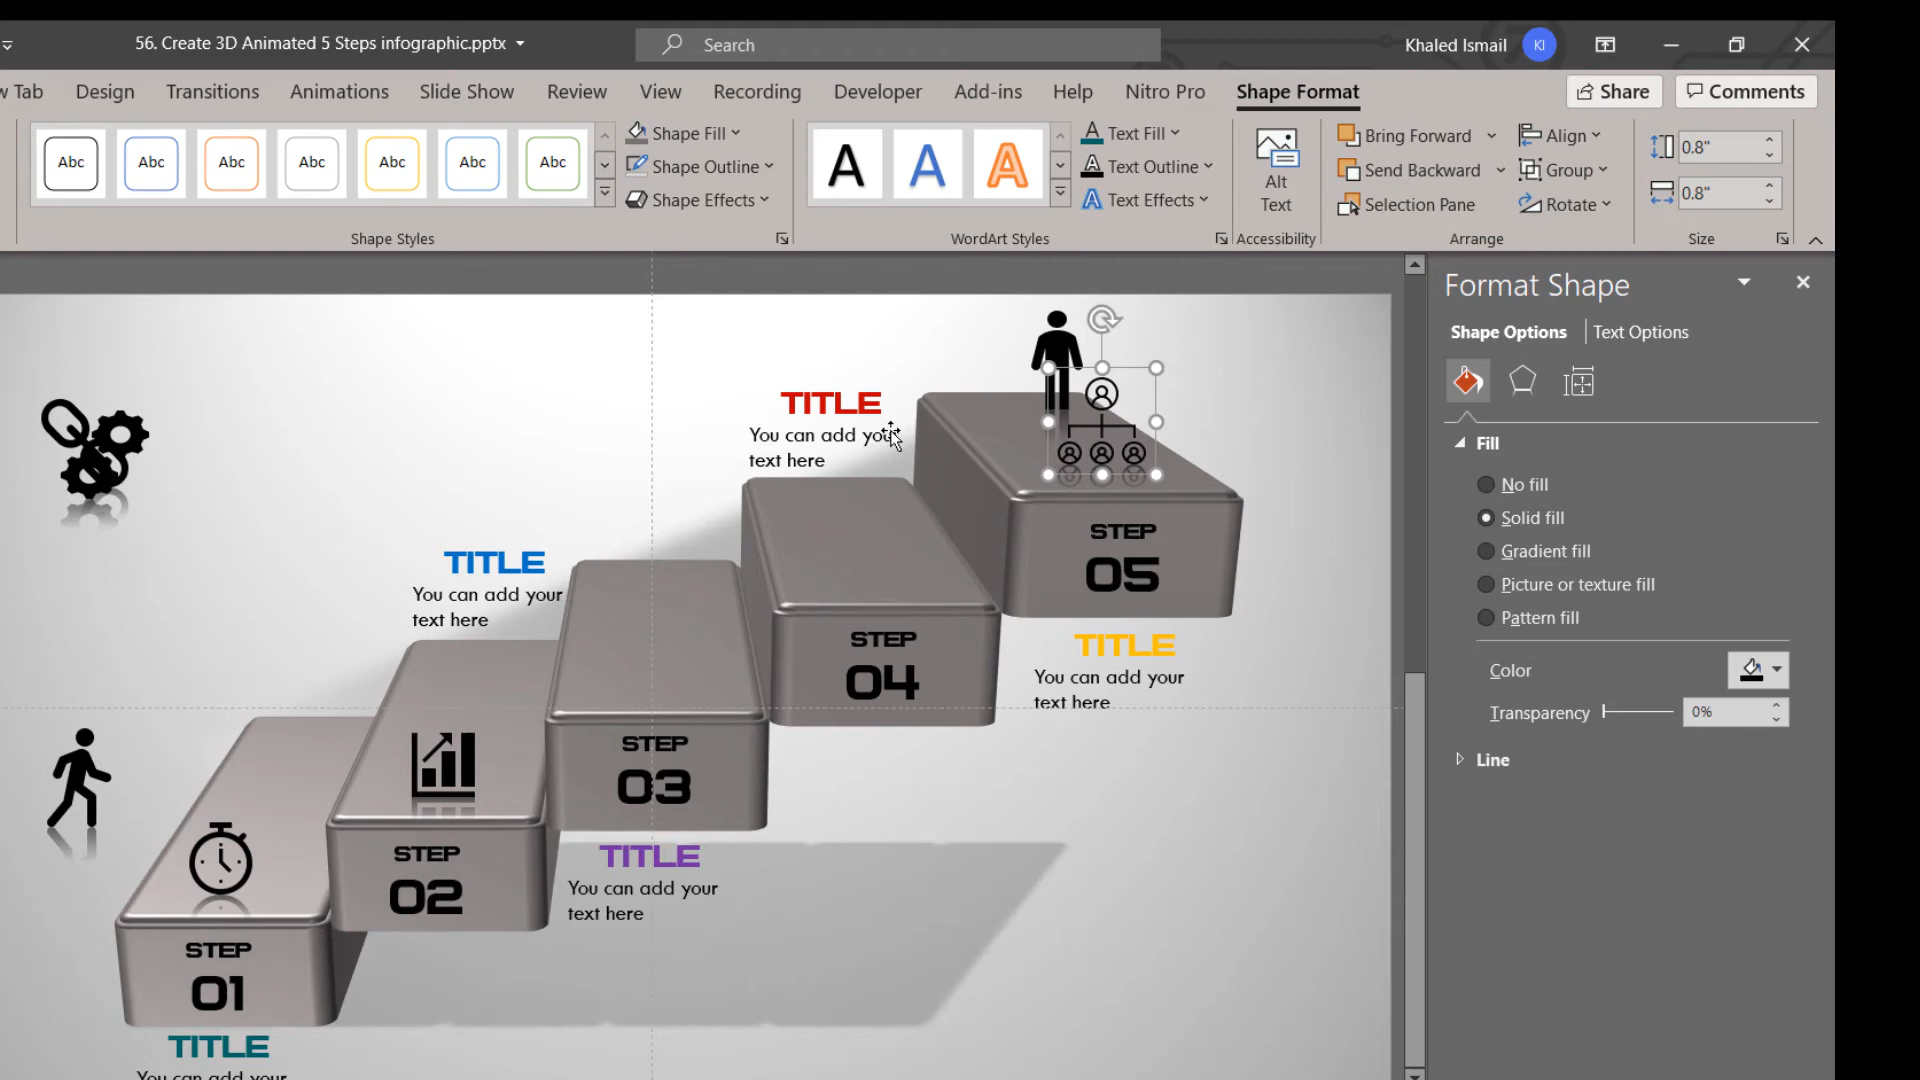 56. Create 3D Animated 5 Steps infographic.pptx
Search
Khaled Ismail KI
w Tab Design Transitions Animations Slide Show Review View Recording Developer Add-ins Help Nitro Pro Shape Format Share Comments
Abc Abc Abc Abc Abc Abc Abc
Shape Fill
Shape Outline
Shape Effects
Shape Styles
A A A
Text Fill
Text Outline
Text Effects
WordArt Styles
Alt
Text
Accessibility
Bring Forward
Send Backward
Selection Pane
Align
Group
Rotate
Arrange
0.8"
0.8"
Size
Format Shape
Shape Options Text Options
Fill
No fill
Solid fill
Gradient fill
Picture or texture fill
Pattern fill
Color
Transparency 0%
Line
TITLE
You can add your
text here
STEP
05
TITLE
You can add your
text here
STEP
04
TITLE
You can add your
text here
STEP
03
TITLE
You can add your
text here
STEP
02
STEP
01
TITLE
You can add your